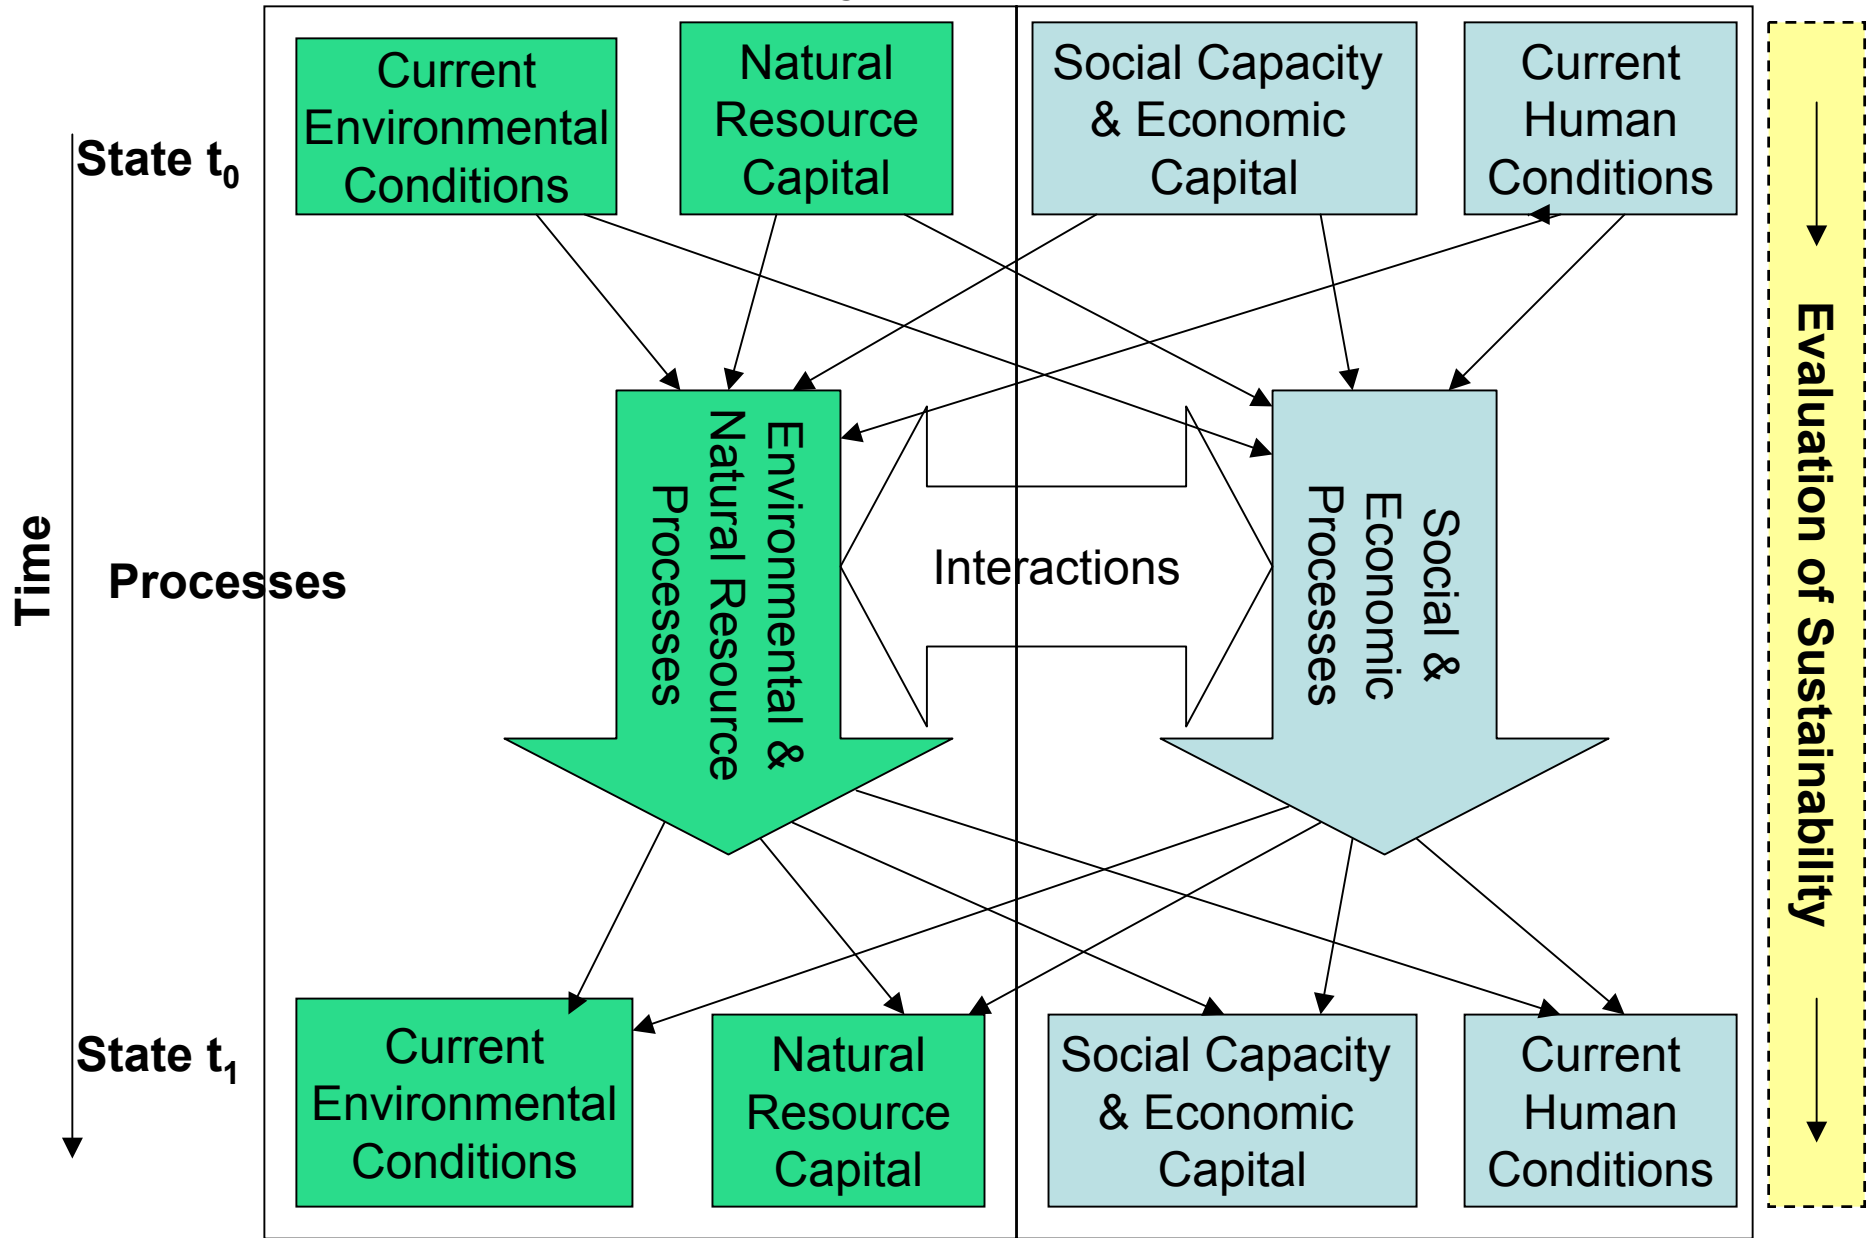 Current
Environmental
Conditions
Natural
Resource
Capital
Social Capacity
& Economic
Capital
Current
Human
Conditions
State t₀
Time
Processes
Environmental &
Natural Resource
Processes
Interactions
Social &
Economic
Processes
Evaluation of Sustainability
State t₁
Current
Environmental
Conditions
Natural
Resource
Capital
Social Capacity
& Economic
Capital
Current
Human
Conditions